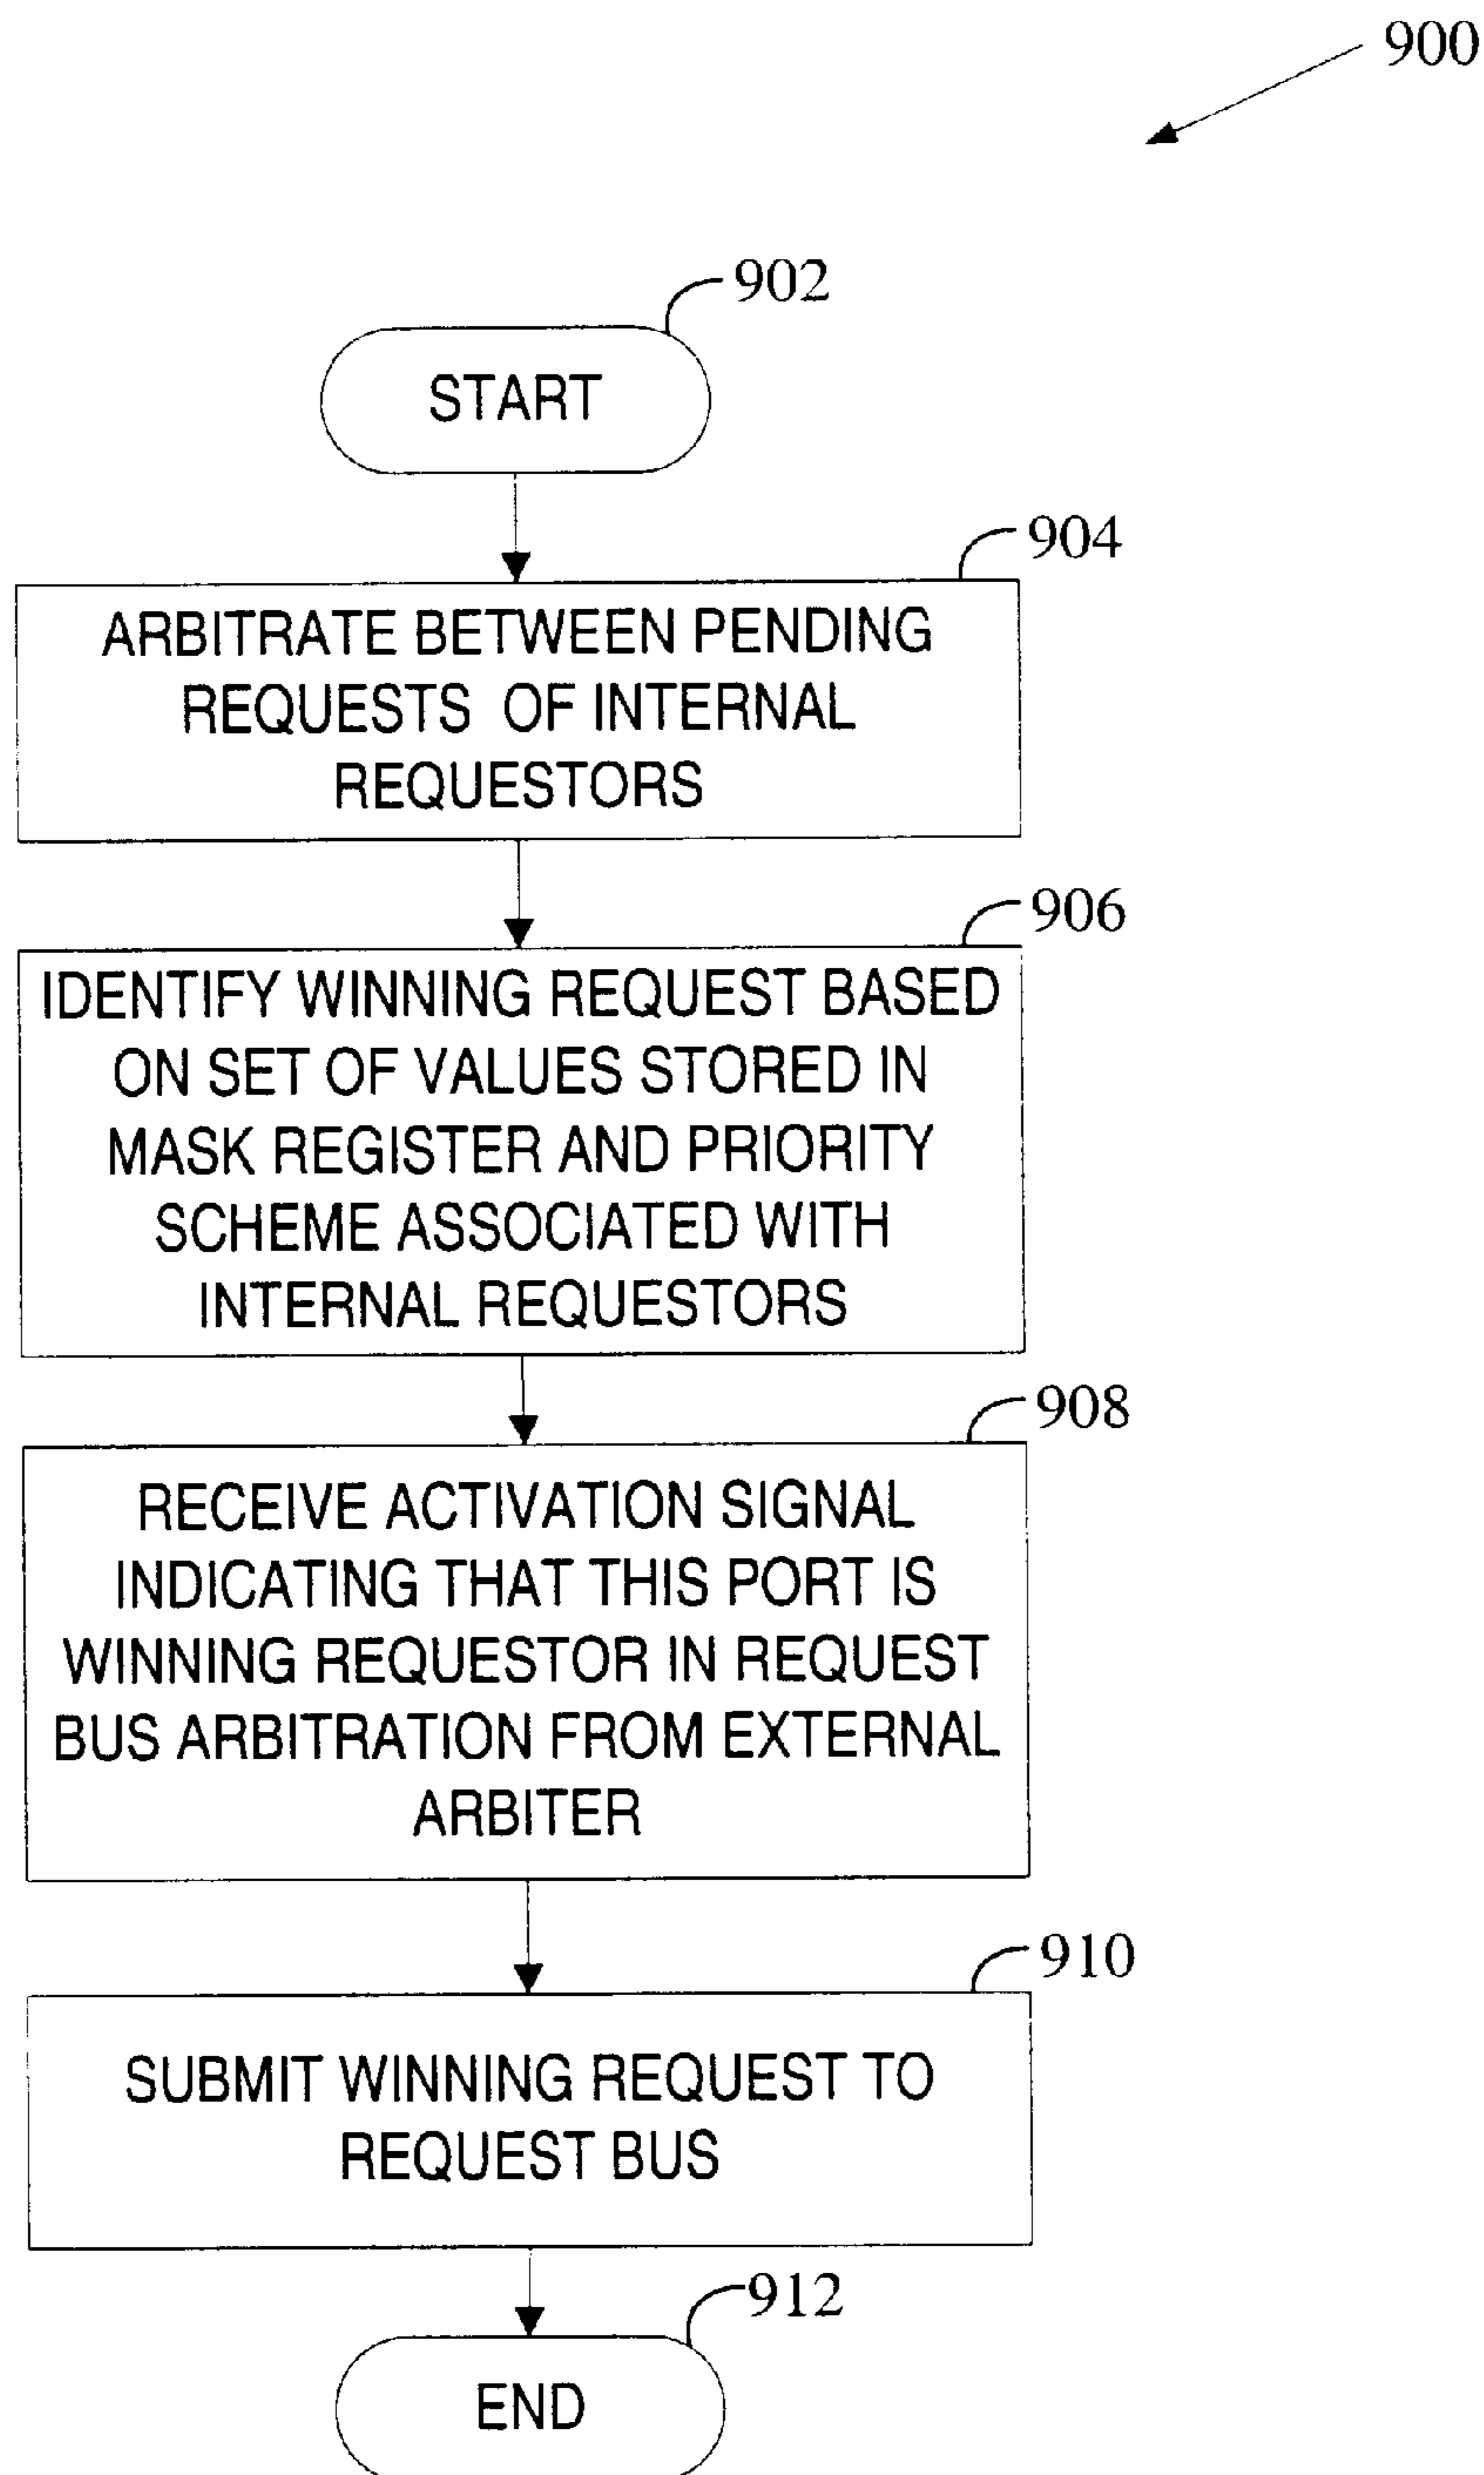 900
902
START
904
ARBITRATE BETWEEN PENDING
REQUESTS OF INTERNAL
REQUESTORS
906
IDENTIFY WINNING REQUEST BASED
ON SET OF VALUES STORED IN
MASK REGISTER AND PRIORITY
SCHEME ASSOCIATED WITH
INTERNAL REQUESTORS
908
RECEIVE ACTIVATION SIGNAL
INDICATING THAT THIS PORT IS
WINNING REQUESTOR IN REQUEST
BUS ARBITRATION FROM EXTERNAL
ARBITER
910
SUBMIT WINNING REQUEST TO
REQUEST BUS
912
END